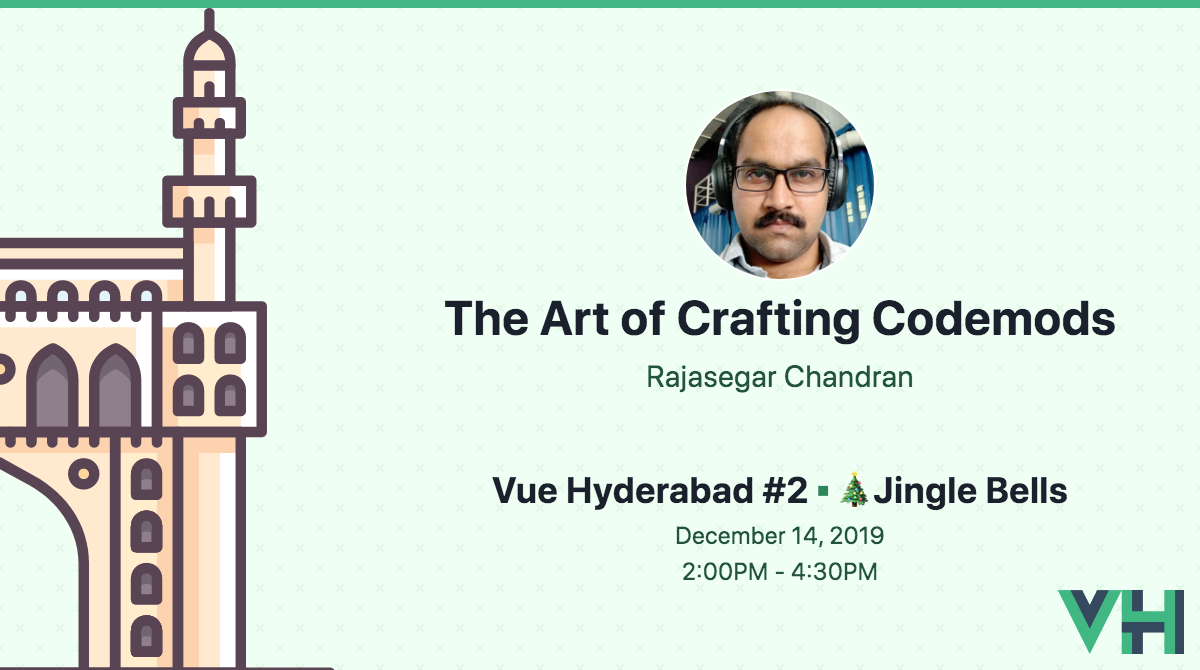 The Art of Crafting Codemods
Rajasegar Chandran
Vue Hyderabad #2 ▪ 🎄Jingle Bells
December 14, 2019
2:00PM - 4:30PM
VH